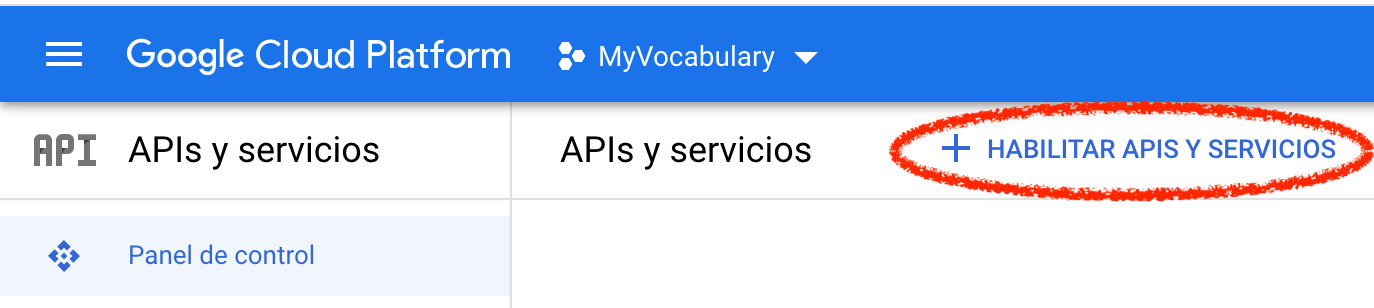 Google Cloud Platform MyVocabulary
API APIs y servicios
APIs y servicios + HABILITAR APIS Y SERVICIOS
Panel de control